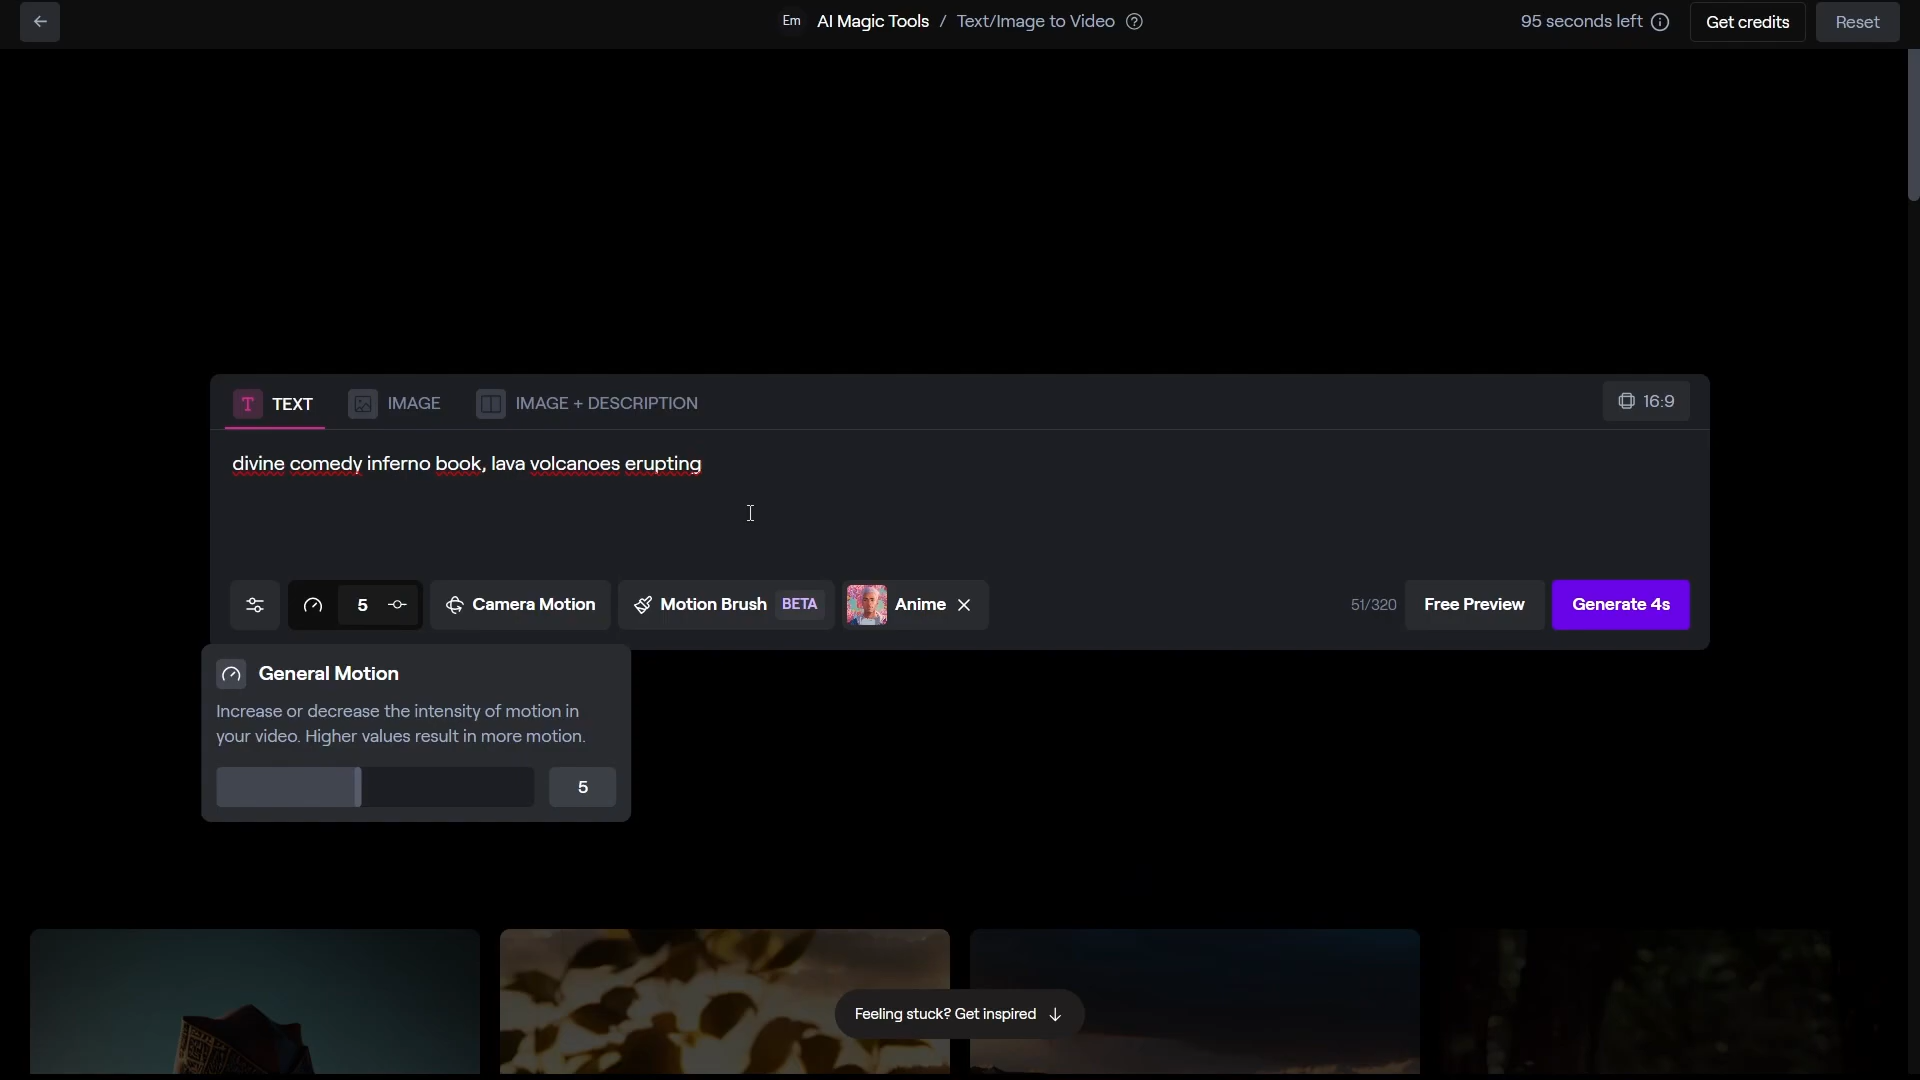 Em AI Magic Tools / Text/Image to Video
95 seconds left
Get credits
Reset
TEXT
IMAGE
IMAGE + DESCRIPTION
16:9
divine comedy inferno book, lava volcanoes erupting
5
Camera Motion
Motion Brush BETA
Anime
51/320
Free Preview
Generate 4s
General Motion
Increase or decrease the intensity of motion in
your video. Higher values result in more motion.
5
Feeling stuck? Get inspired